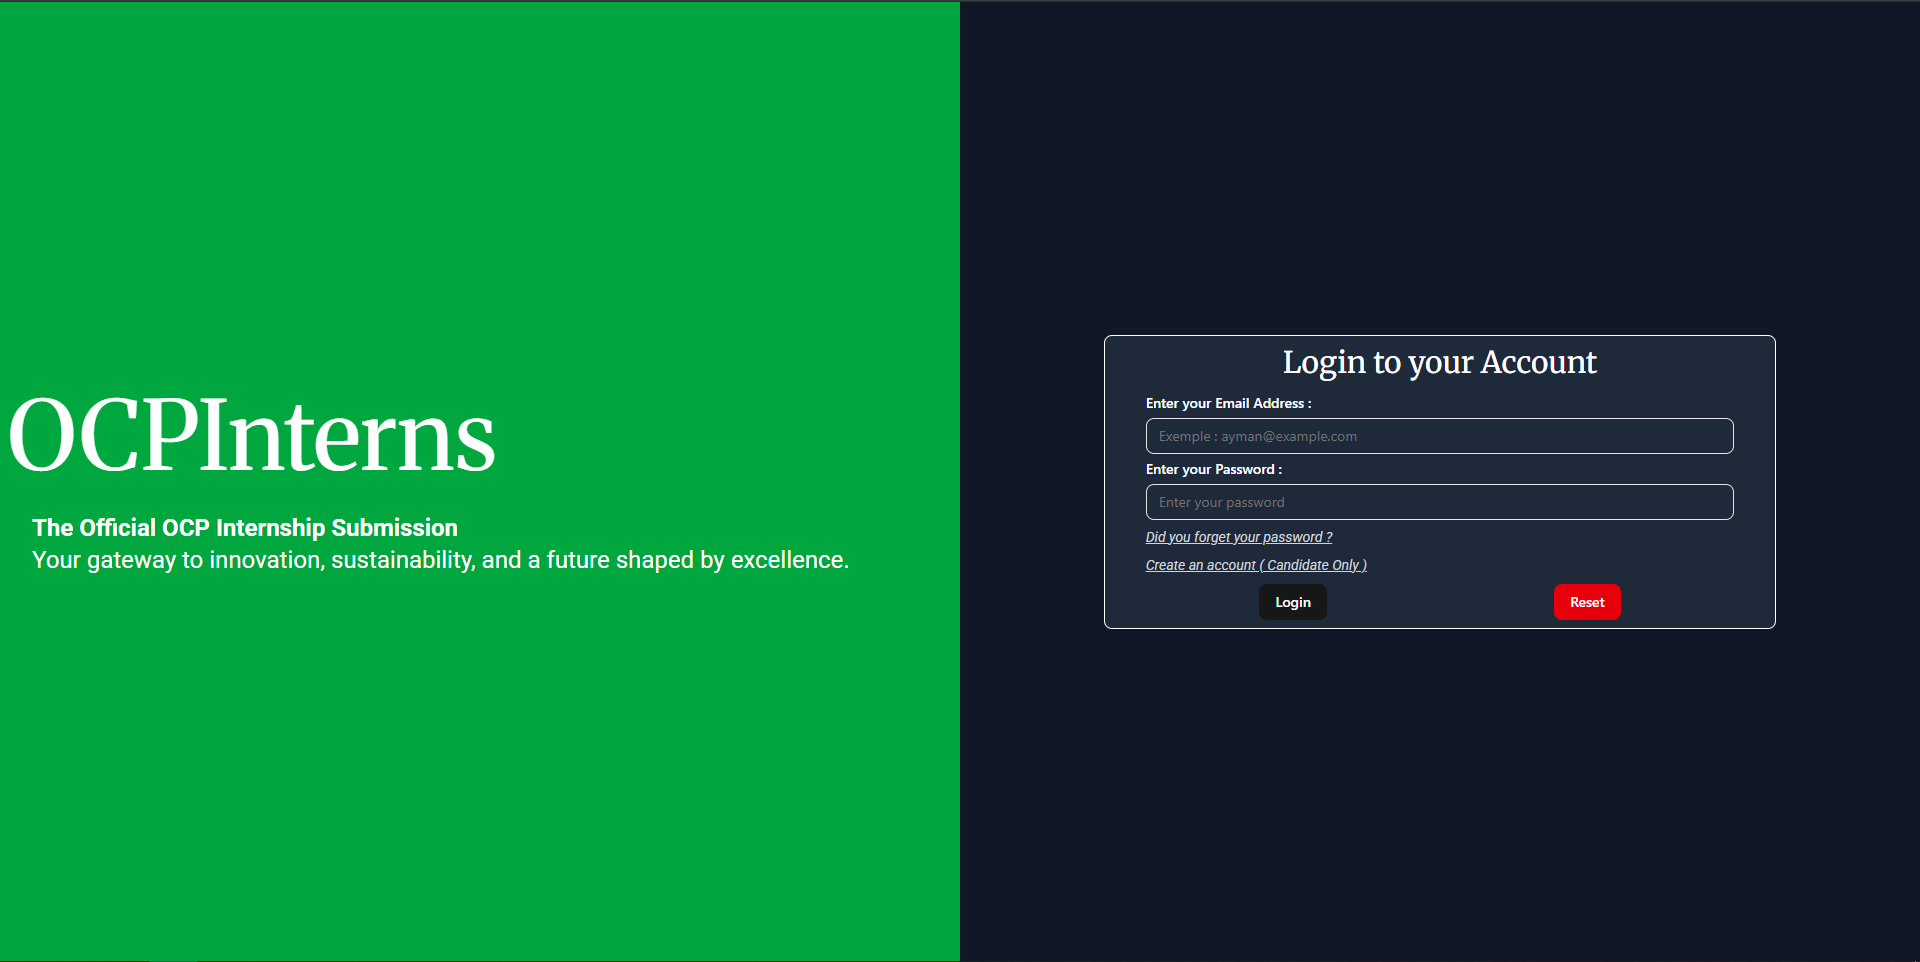 OCPInterns
The Official OCP Internship Submission
Your gateway to innovation, sustainability, and a future shaped by excellence.
Login to your Account
Enter your Email Address :
Exemple : ayman@example.com
Enter your Password :
Enter your password
Did you forget your password ?
Create an account ( Candidate Only )
Login Reset